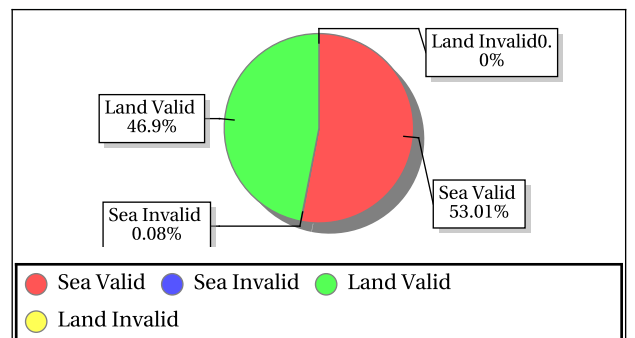 Land Invalid0.
0%
Land Valid
46.9%
Sea Valid
53.01%
Sea Invalid
0.08%
Sea Valid Sea Invalid Land Valid
Land Invalid